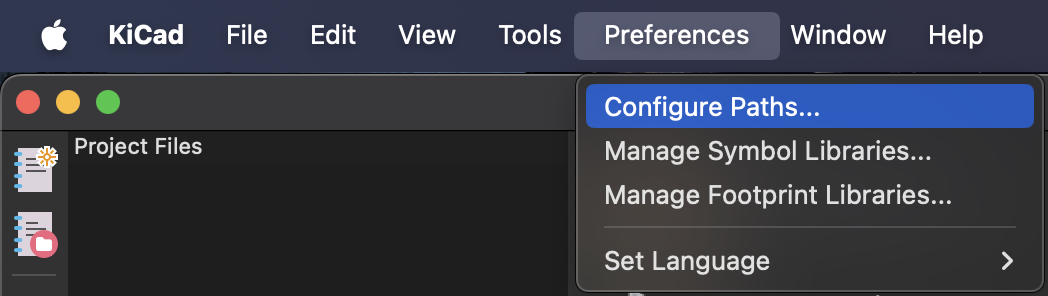 KiCad File Edit View Tools Preferences Window Help
Configure Paths...
Project Files
Manage Symbol Libraries...
Manage Footprint Libraries...
Set Language